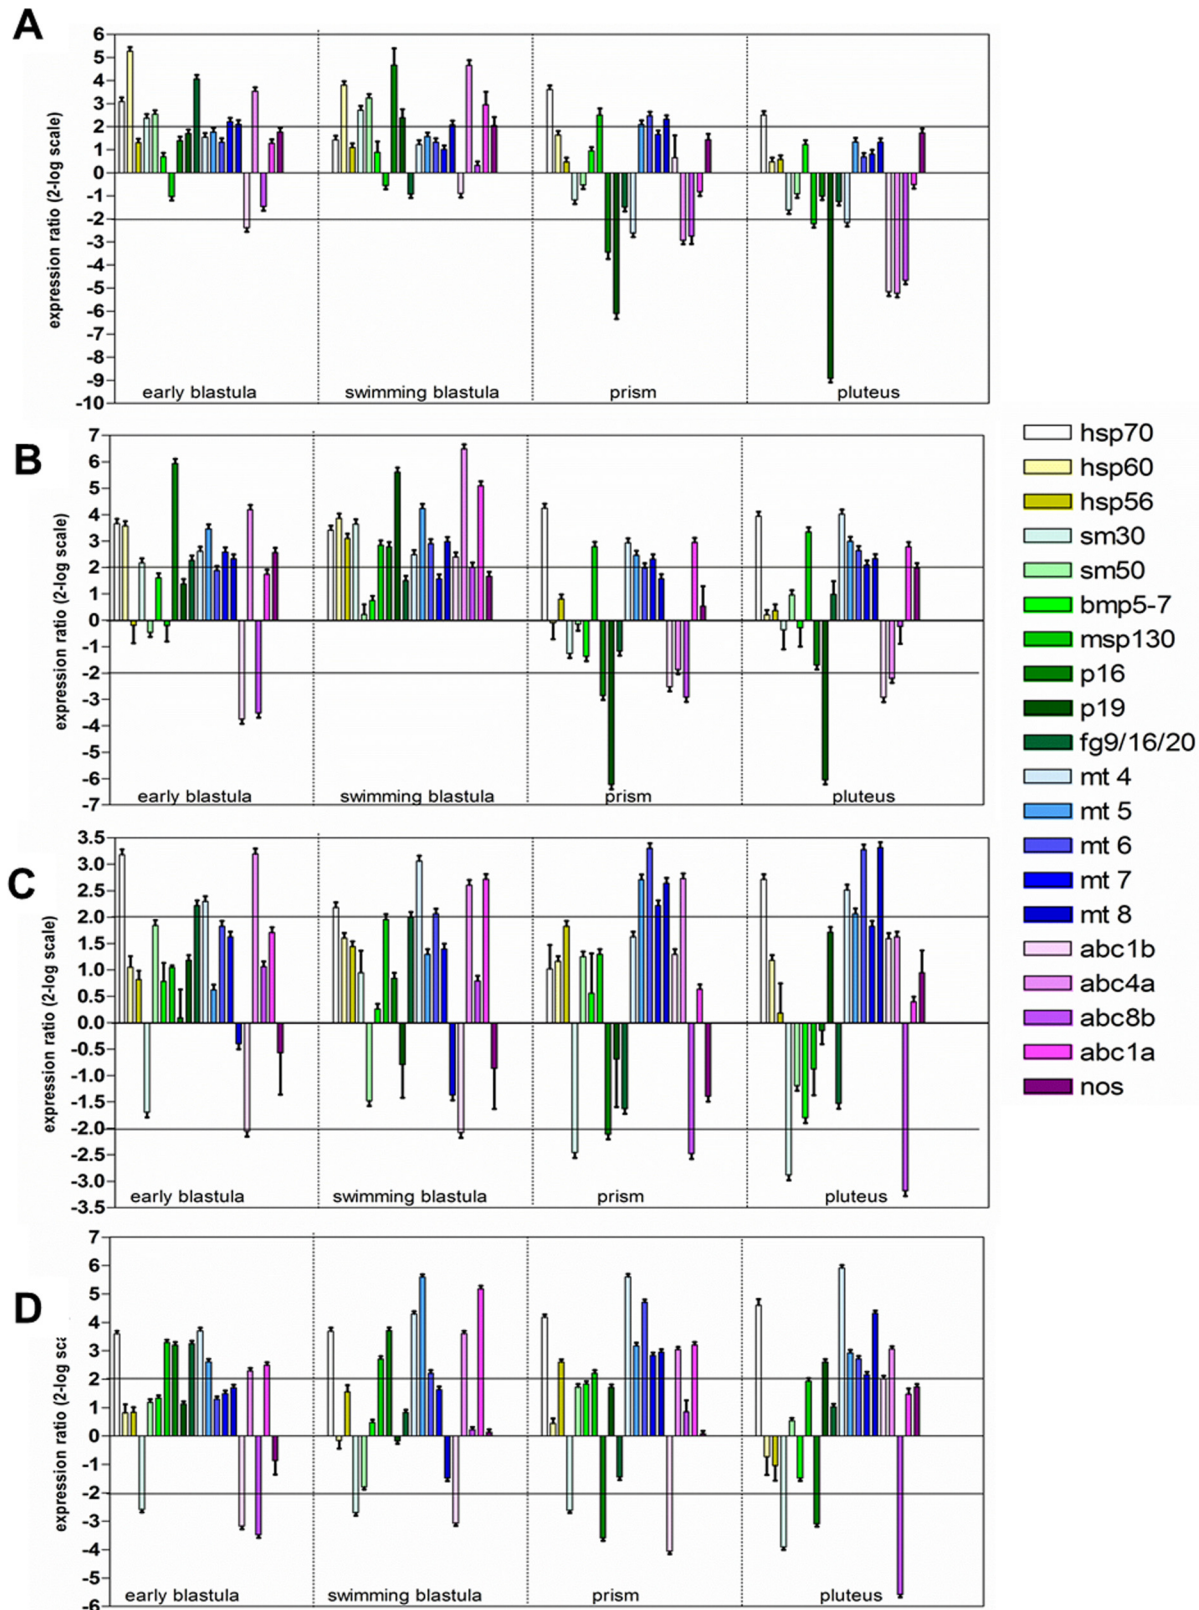 A
expression ratio (2-log scale)
6
5
4
3
2
1
0
-1
-2
-3
-4
-5
-6
-7
-8
-9
-10
early blastula
swimming blastula
prism
pluteus
B
expression ratio (2-log scale)
7
6
5
4
3
2
1
0
-1
-2
-3
-4
-5
-6
-7
early blastula
swimming blastula
prism
pluteus
C
expression ratio (2-log scale)
3.5
3.0
2.5
2.0
1.5
1.0
0.5
0.0
-0.5
-1.0
-1.5
-2.0
-2.5
-3.0
-3.5
early blastula
swimming blastula
prism
pluteus
D
expression ratio (2-log sca
7
6
5
4
3
2
1
0
-1
-2
-3
-4
-5
-6
early blastula
swimming blastula
prism
pluteus
hsp70
hsp60
hsp56
sm30
sm50
bmp5-7
msp130
p16
p19
fg9/16/20
mt 4
mt 5
mt 6
mt 7
mt 8
abc1b
abc4a
abc8b
abc1a
nos